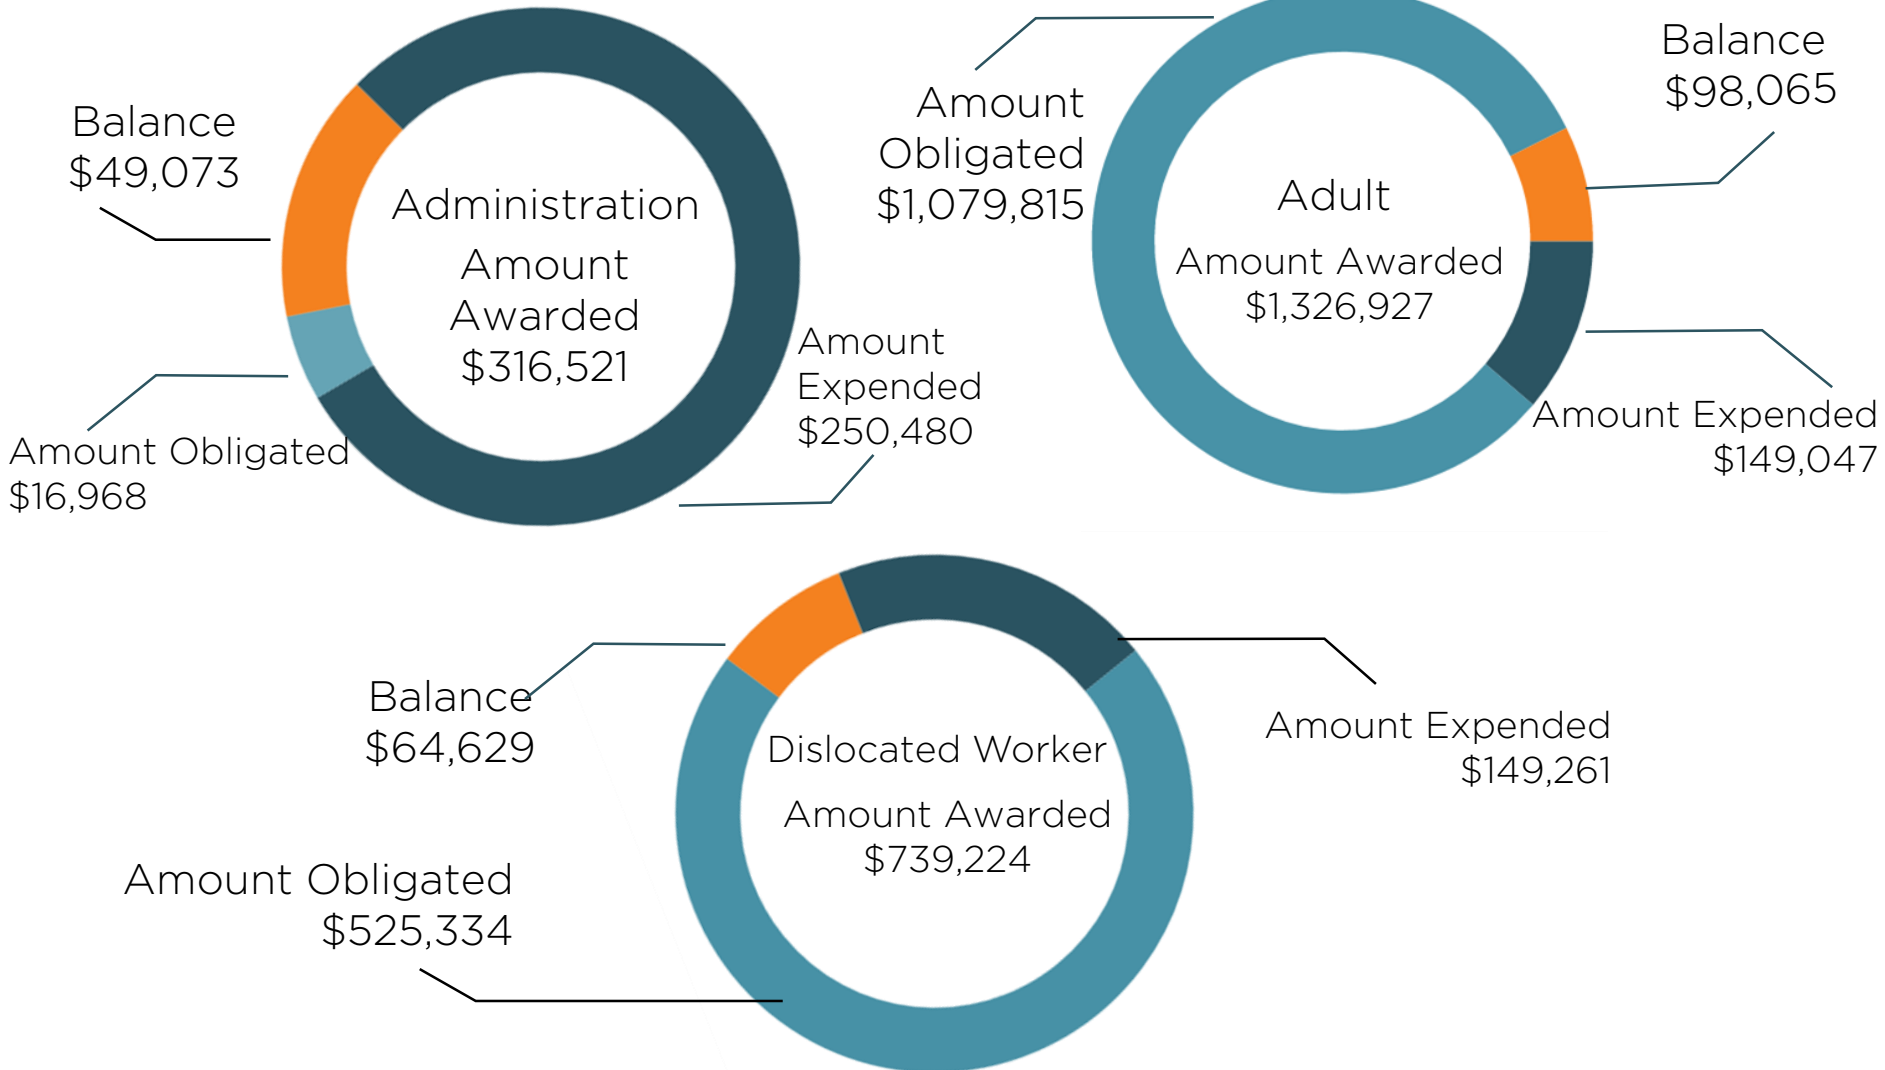 Balance
$49,073
Administration
Amount
Awarded
$316,521
Amount
Expended
$250,480
Amount Obligated
$16,968
Amount
Obligated
$1,079,815
Adult
Amount Awarded
$1,326,927
Balance
$98,065
Amount Expended
$149,047
Balance
$64,629
Dislocated Worker
Amount Awarded
$739,224
Amount Expended
$149,261
Amount Obligated
$525,334